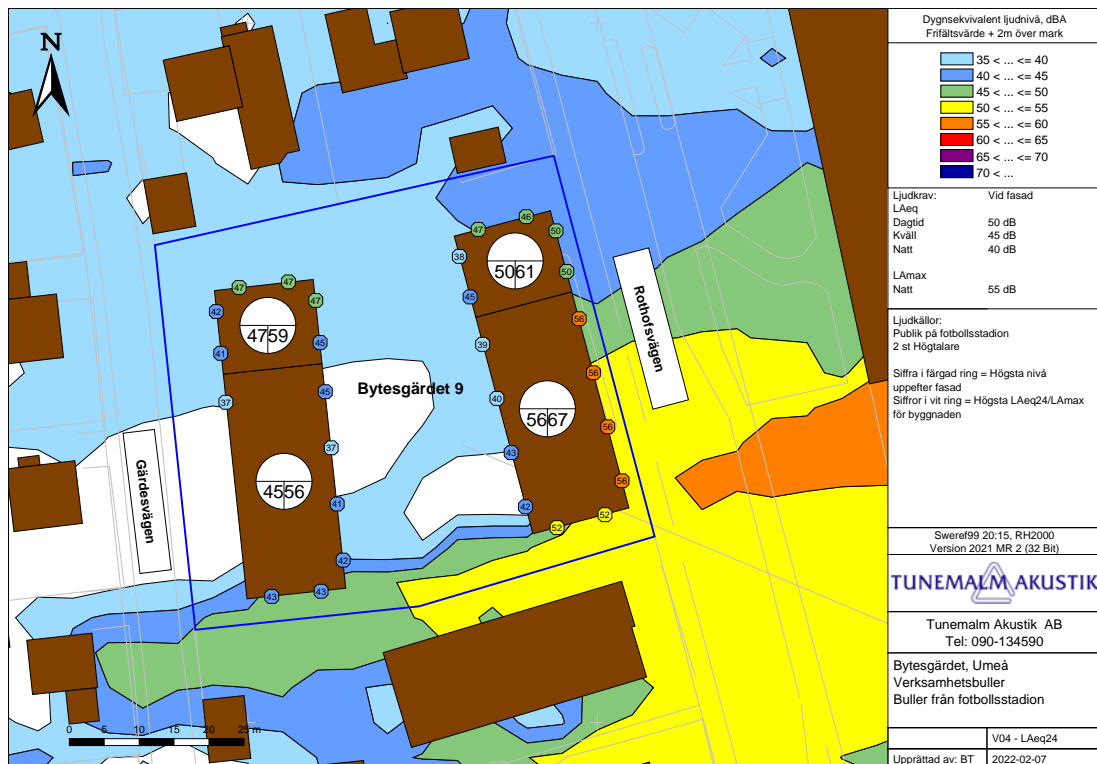 N
47
46
50
38
50
5061
45
47
47
47
42
4759
45
41
56
39
45
56
37
Bytesgärdet 9
40
5667
56
37
43
56
4556
41
42
52
52
42
43
43
Rothofsvägen
Gärdesvägen
0 5 10 15 20 25 m
Dygnsekvivalent ljudnivå, dBA
Frifältsvärde + 2m över mark
35 < ... <= 40
40 < ... <= 45
45 < ... <= 50
50 < ... <= 55
55 < ... <= 60
60 < ... <= 65
65 < ... <= 70
70 < ...
Ljudkrav: Vid fasad
LAeq
Dagtid 50 dB
Kväll 45 dB
Natt 40 dB
LAmax
Natt 55 dB
Ljudkällor:
Publik på fotbollsstadion
2 st Högtalare
Siffra i färgad ring = Högsta nivå
uppefter fasad
Siffror i vit ring = Högsta LAeq24/LAmax
för byggnaden
Sweref99 20:15, RH2000
Version 2021 MR 2 (32 Bit)
TUNEMALM AKUSTIK
Tunemalm Akustik AB
Tel: 090-134590
Bytesgärdet, Umeå
Verksamhetsbuller
Buller från fotbollsstadion
V04 - LAeq24
Upprättad av: BT 2022-02-07